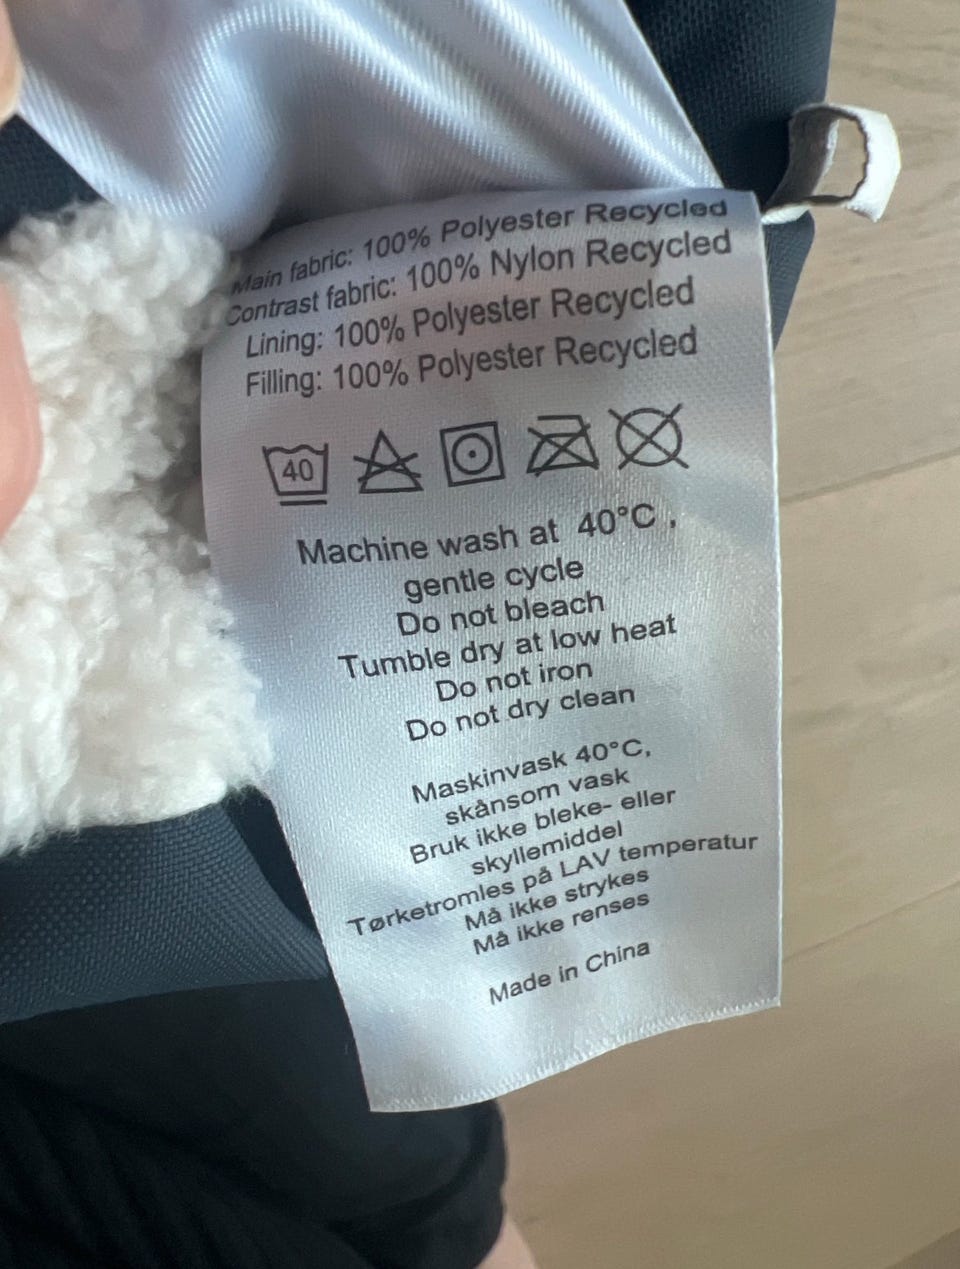 Main fabric: 100% Polyester Recycled
Contrast fabric: 100% Nylon Recycled
Lining: 100% Polyester Recycled
Filling: 100% Polyester Recycled
40
Machine wash at 40°C ,
gentle cycle
Do not bleach
Tumble dry at low heat
Do not iron
Do not dry clean
Maskinvask 40°C,
skånsom vask
Bruk ikke bleke- eller
skyllemiddel
Tørketromles på LAV temperatur
Må ikke strykes
Må ikke renses
Made in China